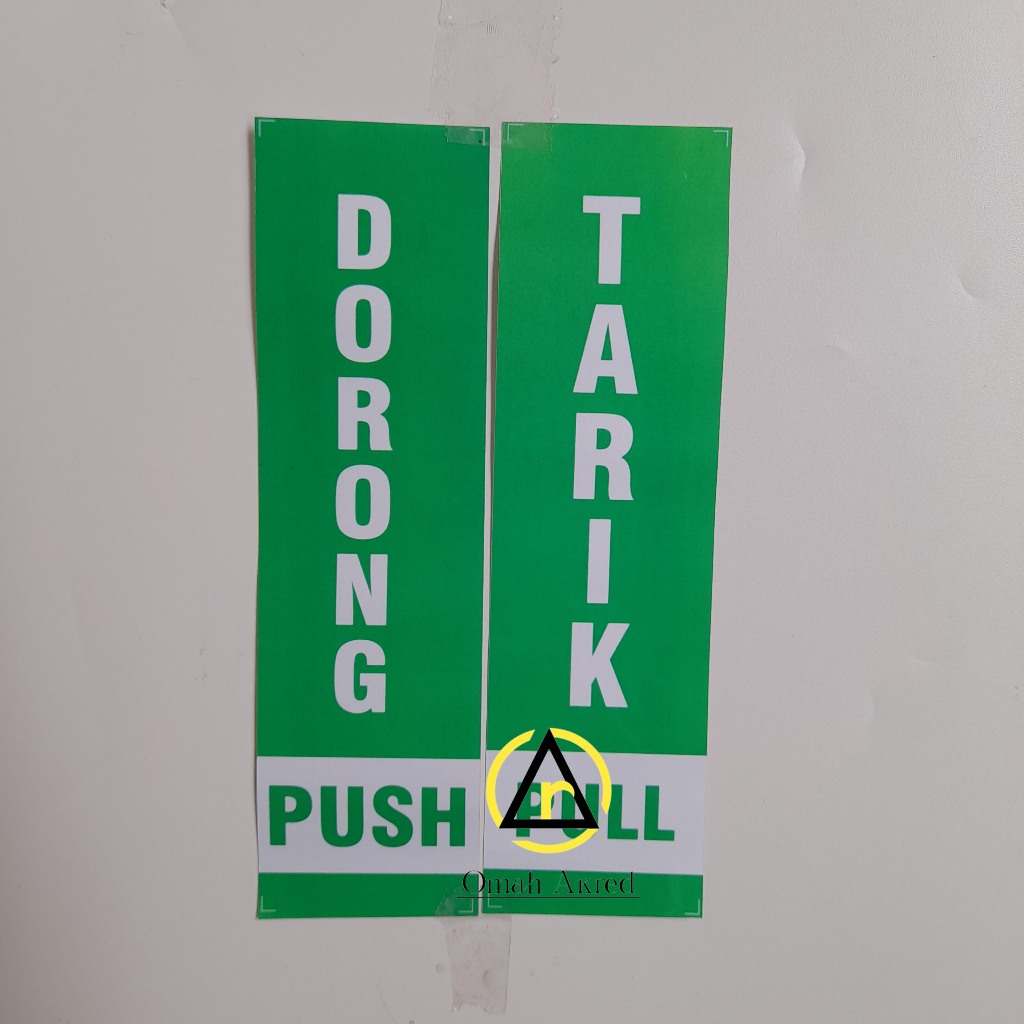 DORONG
PUSH
TARIK
PULL
n
Omah Akred